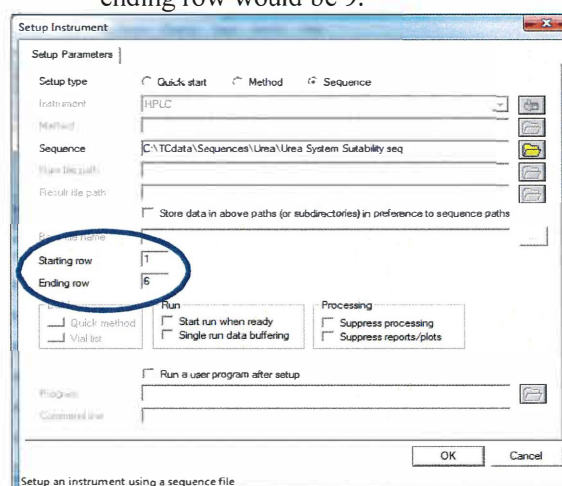 ending row would be 9.
Setup Instrument
Setup Parameters
Setup type Quick start Method Sequence
Instrument HPLC
Method
Sequence C:\TCdata\Sequences\Urea\Urea System Suitability seq
Result file path
Store data in above paths (or subdirectories) in preference to sequence paths
Starting row 1
Ending row 6
Run Processing
Quick method Start run when ready Suppress processing
Vial list Single run data buffering Suppress reports/plots
Run a user program after setup
Program
Command line
OK Cancel
Setup an instrument using a sequence file